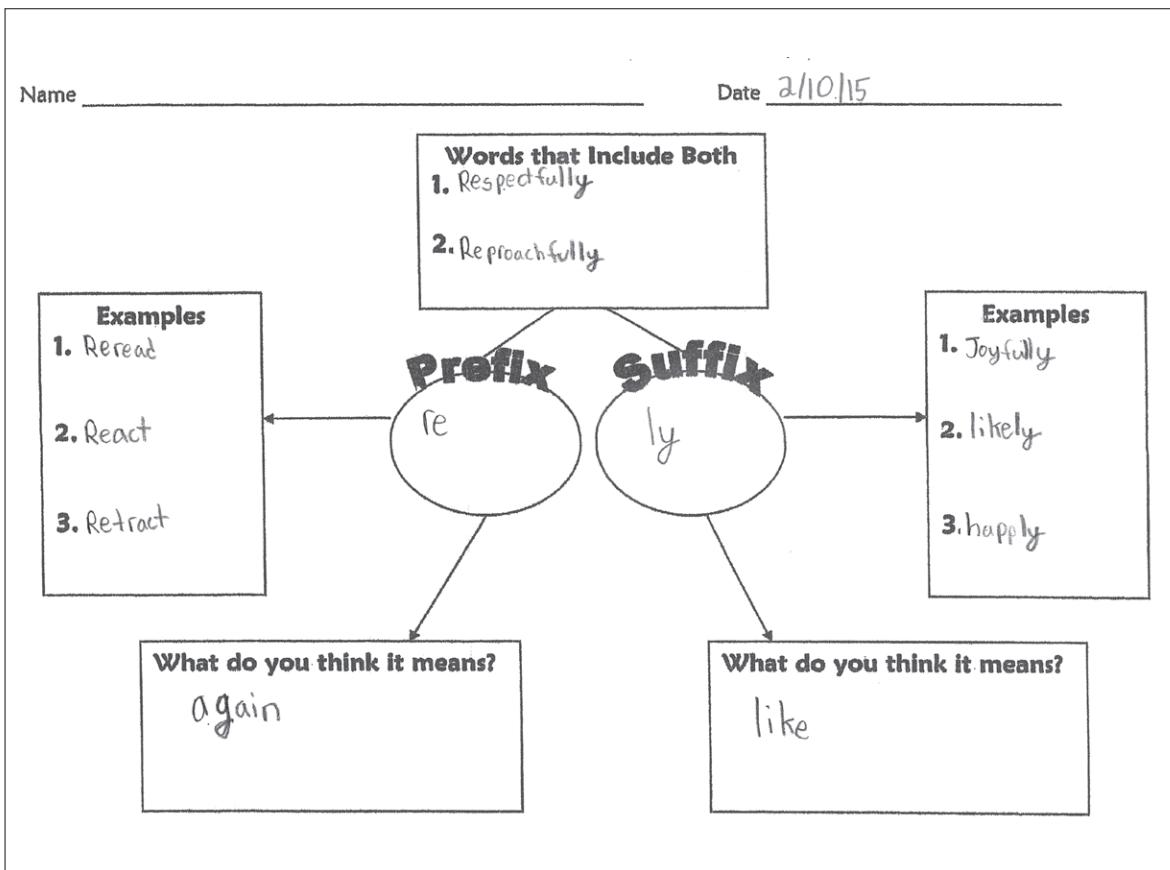 Name
Date 2/10/15
Words that Include Both
1. Respectfully
2. Reproachfully
Examples
1. Reread
2. React
3. Retract
Prefix
re
Suffix
ly
Examples
1. Joyfully
2. likely
3. happly
What do you think it means?
again
What do you think it means?
like